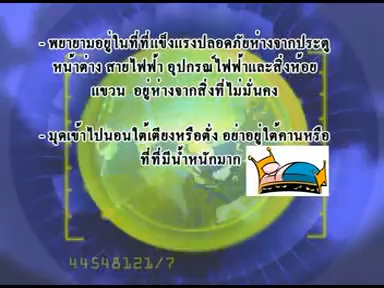 - พยายามอยู่ในที่ที่แข็งแรงปลอดภัยห่างจากประตู
หน้าต่าง สายไฟฟ้า อุปกรณ์ไฟฟ้าและสิ่งห้อย
แขวน อยู่ห่างจากสิ่งที่ไม่มั่นคง
- มุดเข้าไปนอนใต้เตียงหรือตั่ง อย่าอยู่ใต้คานหรือ
ที่ที่มีน้ำหนักมาก
44548121/7